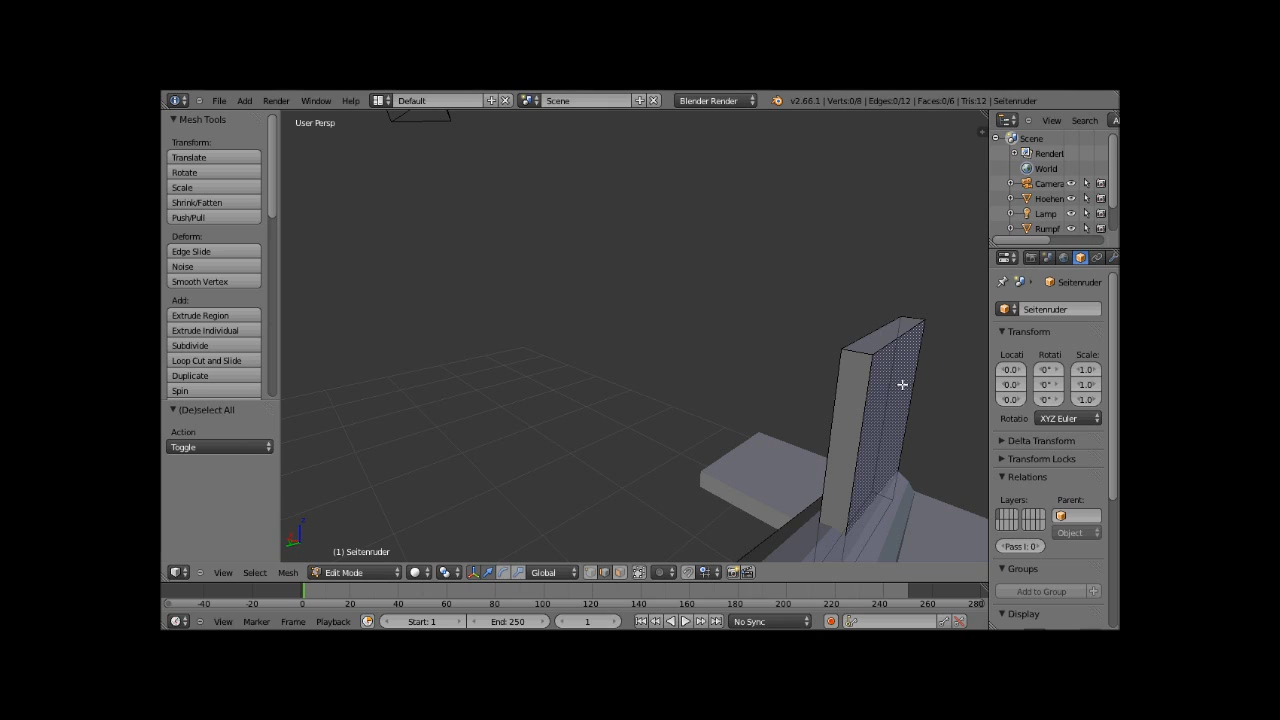 File Add Render Window Help Default Scene Blender Render v2.66.1 | Verts:0/8 | Edges:0/12 | Faces:0/6 | Tris:12 | Seitenruder
Mesh Tools
Transform:
Translate
Rotate
Scale
Shrink/Fatten
Push/Pull
Deform:
Edge Slide
Noise
Smooth Vertex
Add:
Extrude Region
Extrude Individual
Subdivide
Loop Cut and Slide
Duplicate
Spin
(De)select All
Action
Toggle
User Persp
(1) Seitenruder
View Select Mesh Edit Mode Global
-40 -20 0 20 40 60 80 100 120 140 160 180 200 220 240 260 280
View Marker Frame Playback Start: 1 End: 250 1 No Sync
View Search
Scene
RenderL
World
Camera
Hoehen
Lamp
Rumpf
Seitenruder
Seitenruder
Transform
Locati Rotati Scale:
0.0 0° 1.0
0.0 0° 1.0
0.0 0° 1.0
Rotatio XYZ Euler
Delta Transform
Transform Locks
Relations
Layers: Parent:
Object
Pass I: 0
Groups
Add to Group
Display